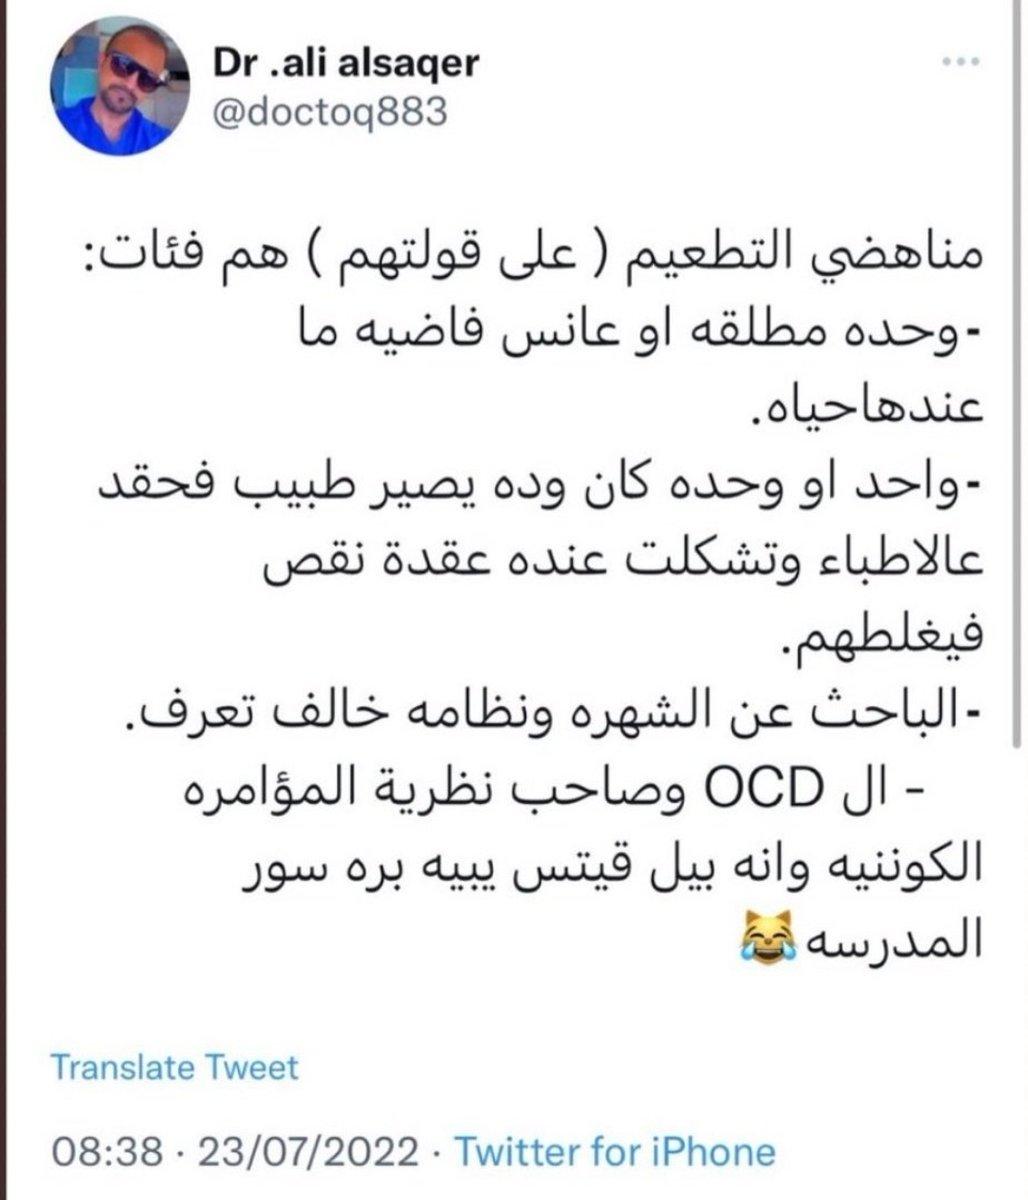 Dr .ali alsaqer
@doctoq883
مناهضي التطعيم ( على قولتهم ) هم فئات:
-وحده مطلقه او عانس فاضيه ما
عندهاحياه.
-واحد او وحده كان وده يصير طبيب فحقد
عالاطباء وتشكلت عنده عقدة نقص
فيغلطهم.
-الباحث عن الشهره ونظامه خالف تعرف.
- ال OCD وصاحب نظرية المؤامره
الكوننيه وانه بيل قيتس يبيه بره سور
المدرسه😹
Translate Tweet
08:38 · 23/07/2022 · Twitter for iPhone